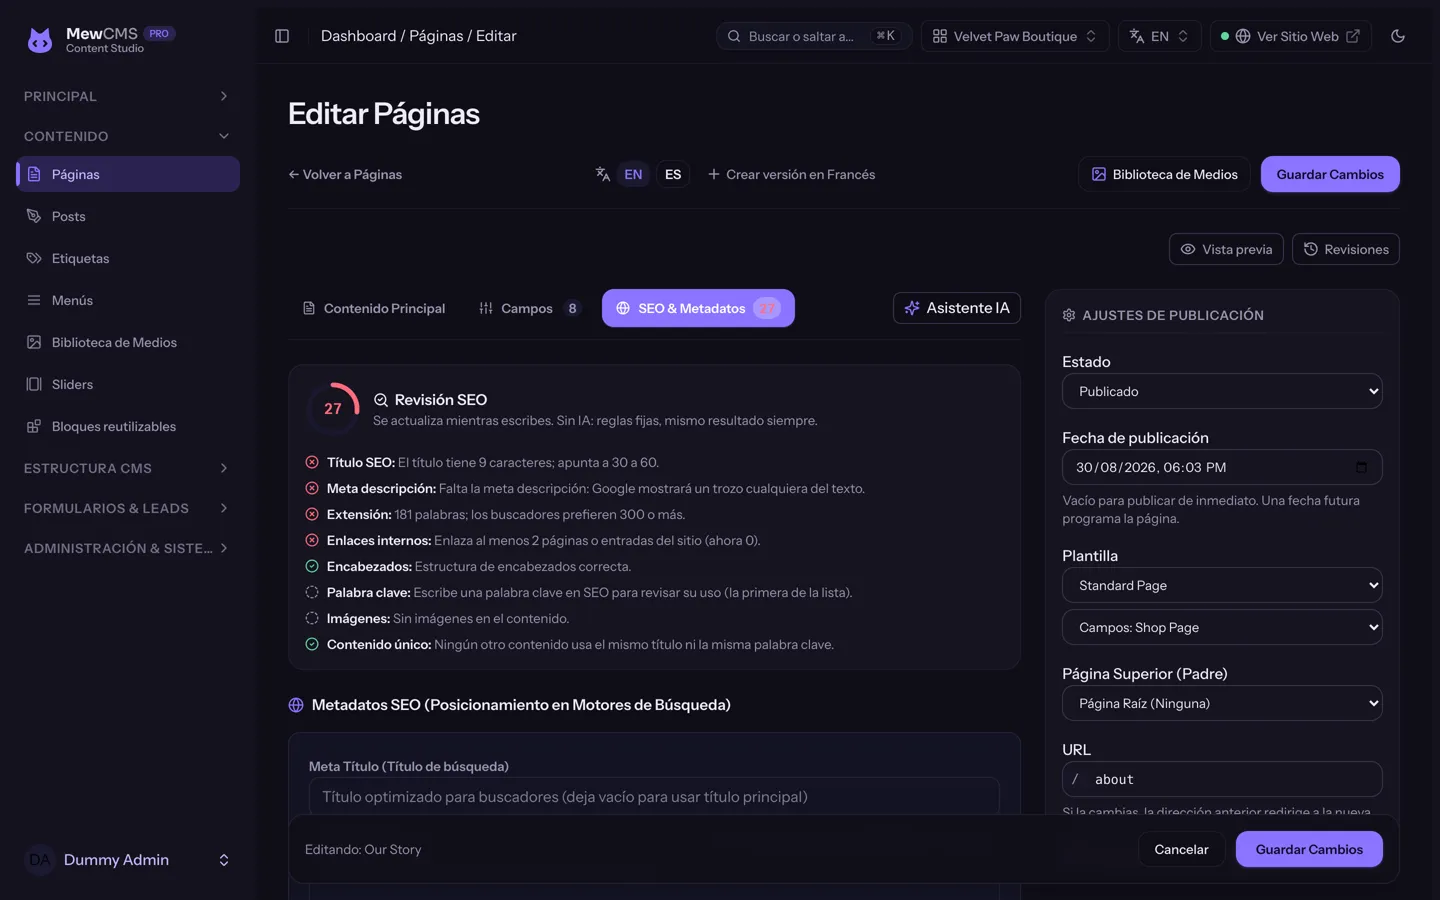 MewCMS PRO
Content Studio
PRINCIPAL
CONTENIDO
Páginas
Posts
Etiquetas
Menús
Biblioteca de Medios
Sliders
Bloques reutilizables
ESTRUCTURA CMS
FORMULARIOS & LEADS
ADMINISTRACIÓN & SISTE...
DA Dummy Admin
Dashboard / Páginas / Editar
Buscar o saltar a... ⌘K
Velvet Paw Boutique
EN
Ver Sitio Web
Editar Páginas
← Volver a Páginas
EN ES + Crear versión en Francés
Biblioteca de Medios
Guardar Cambios
Vista previa
Revisiones
Contenido Principal
Campos 8
SEO & Metadatos 27
Asistente IA
27
Revisión SEO
Se actualiza mientras escribes. Sin IA: reglas fijas, mismo resultado siempre.
Título SEO: El título tiene 9 caracteres; apunta a 30 a 60.
Meta descripción: Falta la meta descripción: Google mostrará un trozo cualquiera del texto.
Extensión: 181 palabras; los buscadores prefieren 300 o más.
Enlaces internos: Enlaza al menos 2 páginas o entradas del sitio (ahora 0).
Encabezados: Estructura de encabezados correcta.
Palabra clave: Escribe una palabra clave en SEO para revisar su uso (la primera de la lista).
Imágenes: Sin imágenes en el contenido.
Contenido único: Ningún otro contenido usa el mismo título ni la misma palabra clave.
Metadatos SEO (Posicionamiento en Motores de Búsqueda)
Meta Título (Título de búsqueda)
Título optimizado para buscadores (deja vacío para usar título principal)
AJUSTES DE PUBLICACIÓN
Estado
Publicado
Fecha de publicación
30/08/2026, 06:03 PM
Vacío para publicar de inmediato. Una fecha futura
programa la página.
Plantilla
Standard Page
Campos: Shop Page
Página Superior (Padre)
Página Raíz (Ninguna)
URL
/ about
Si la cambias, la dirección anterior redirige a la nueva
Editando: Our Story
Cancelar
Guardar Cambios